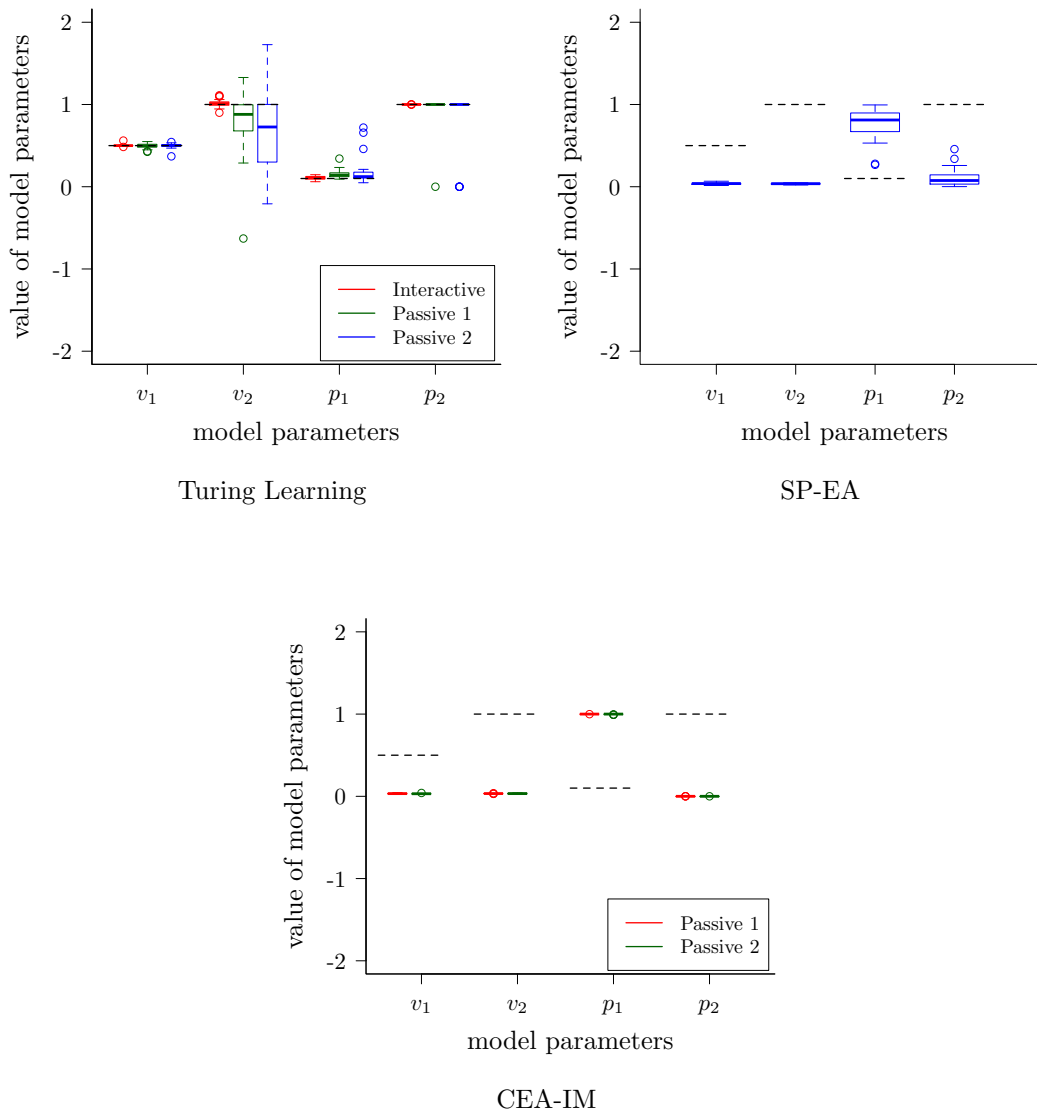 value of model parameters
2
1
0
-1
-2
Interactive
Passive 1
Passive 2
v1
v2
p1
p2
model parameters
Turing Learning
value of model parameters
2
1
0
-1
-2
v1
v2
p1
p2
model parameters
SP-EA
value of model parameters
2
1
0
-1
-2
Passive 1
Passive 2
v1
v2
p1
p2
model parameters
CEA-IM